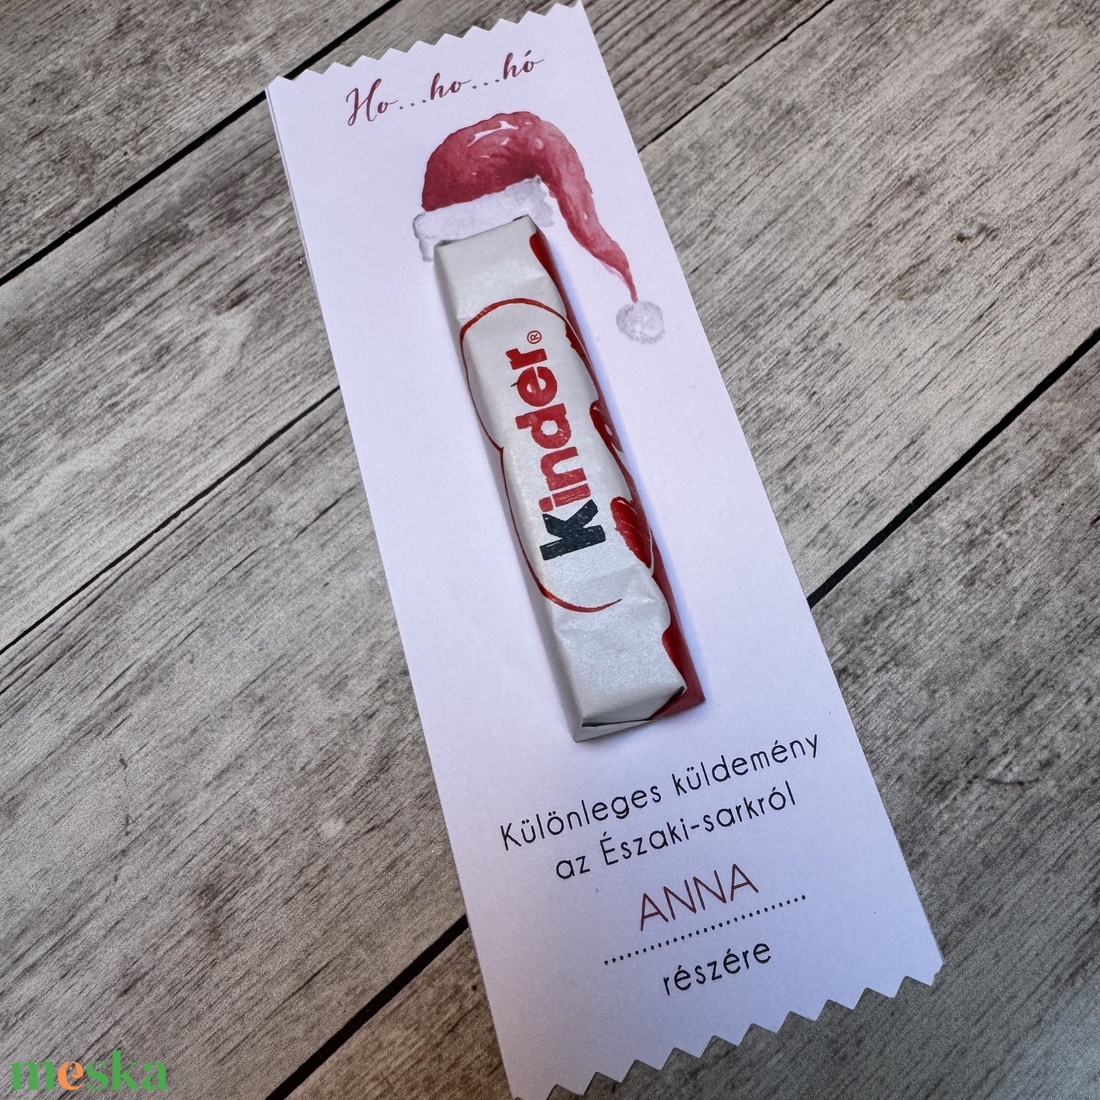 Ho...ho...hó
kinder®
Különleges küldemény
az Északi-sarkról
ANNA
részére
meska